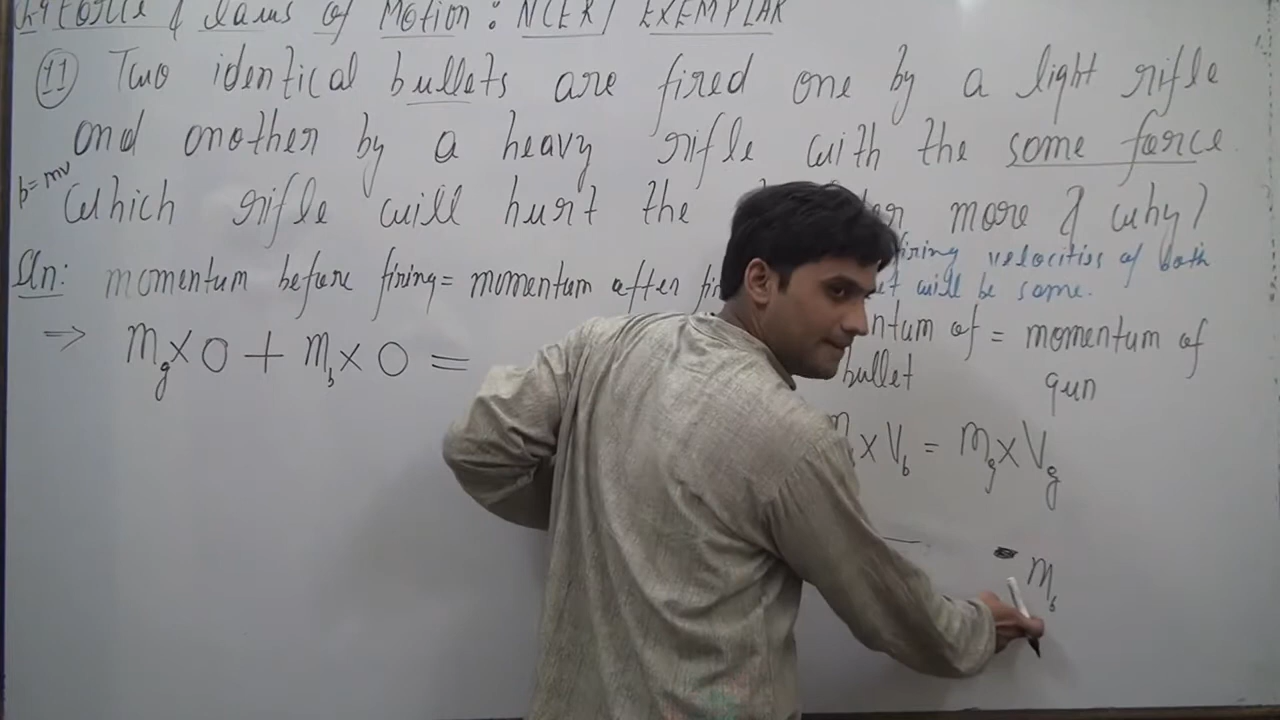 Force & laws of Motion: NCERT EXEMPLAR
11 Two identical bullets are fired one by a light rifle
and another by a heavy rifle with the same force
p=mv
Which rifle will hurt the more & why?
firing velocities of both
Sln: momentum before firing = momentum after
will be same.
⇒ Mg×0 + Mb×0 =
of = momentum of
bullet gun
×Vb = Mg×Vg
Mb